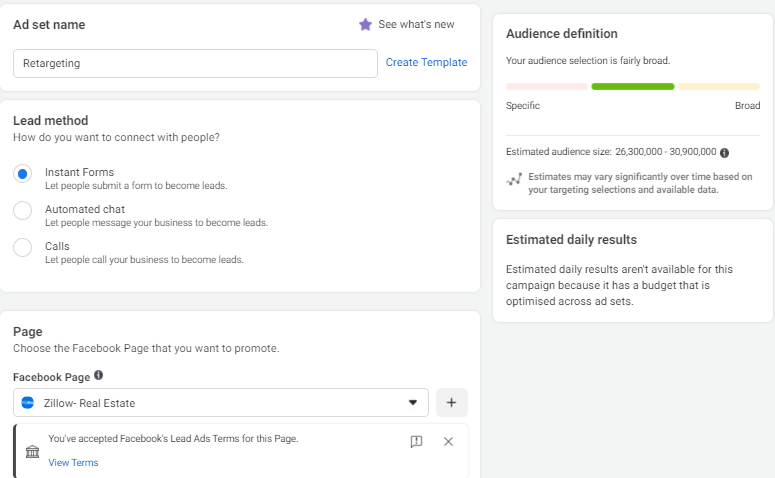 Ad set name
See what's new
Retargeting
Create Template
Lead method
How do you want to connect with people?
Instant Forms
Let people submit a form to become leads.
Automated chat
Let people message your business to become leads.
Calls
Let people call your business to become leads.
Page
Choose the Facebook Page that you want to promote.
Facebook Page
Zillow- Real Estate
You've accepted Facebook's Lead Ads Terms for this Page.
View Terms
Audience definition
Your audience selection is fairly broad.
Specific
Broad
Estimated audience size: 26,300,000 - 30,900,000
Estimates may vary significantly over time based on
your targeting selections and available data.
Estimated daily results
Estimated daily results aren't available for this
campaign because it has a budget that is
optimised across ad sets.